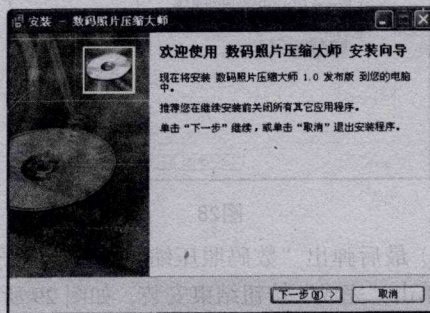 安装 - 数码照片压缩大师
欢迎使用 数码照片压缩大师 安装向导
现在将安装 数码照片压缩大师 1.0 发布版 到您的电脑
中。
推荐您在继续安装前关闭所有其它应用程序。
单击“下一步”继续，或单击“取消”退出安装程序。
下一步(N) >
取消